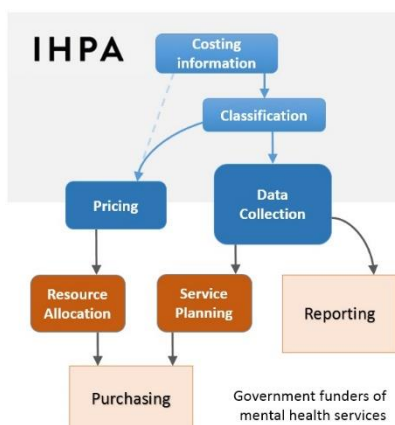 IHPA
Costing
information
Classification
Pricing
Data
Collection
Resource
Allocation
Service
Planning
Reporting
Purchasing
Government funders of
mental health services